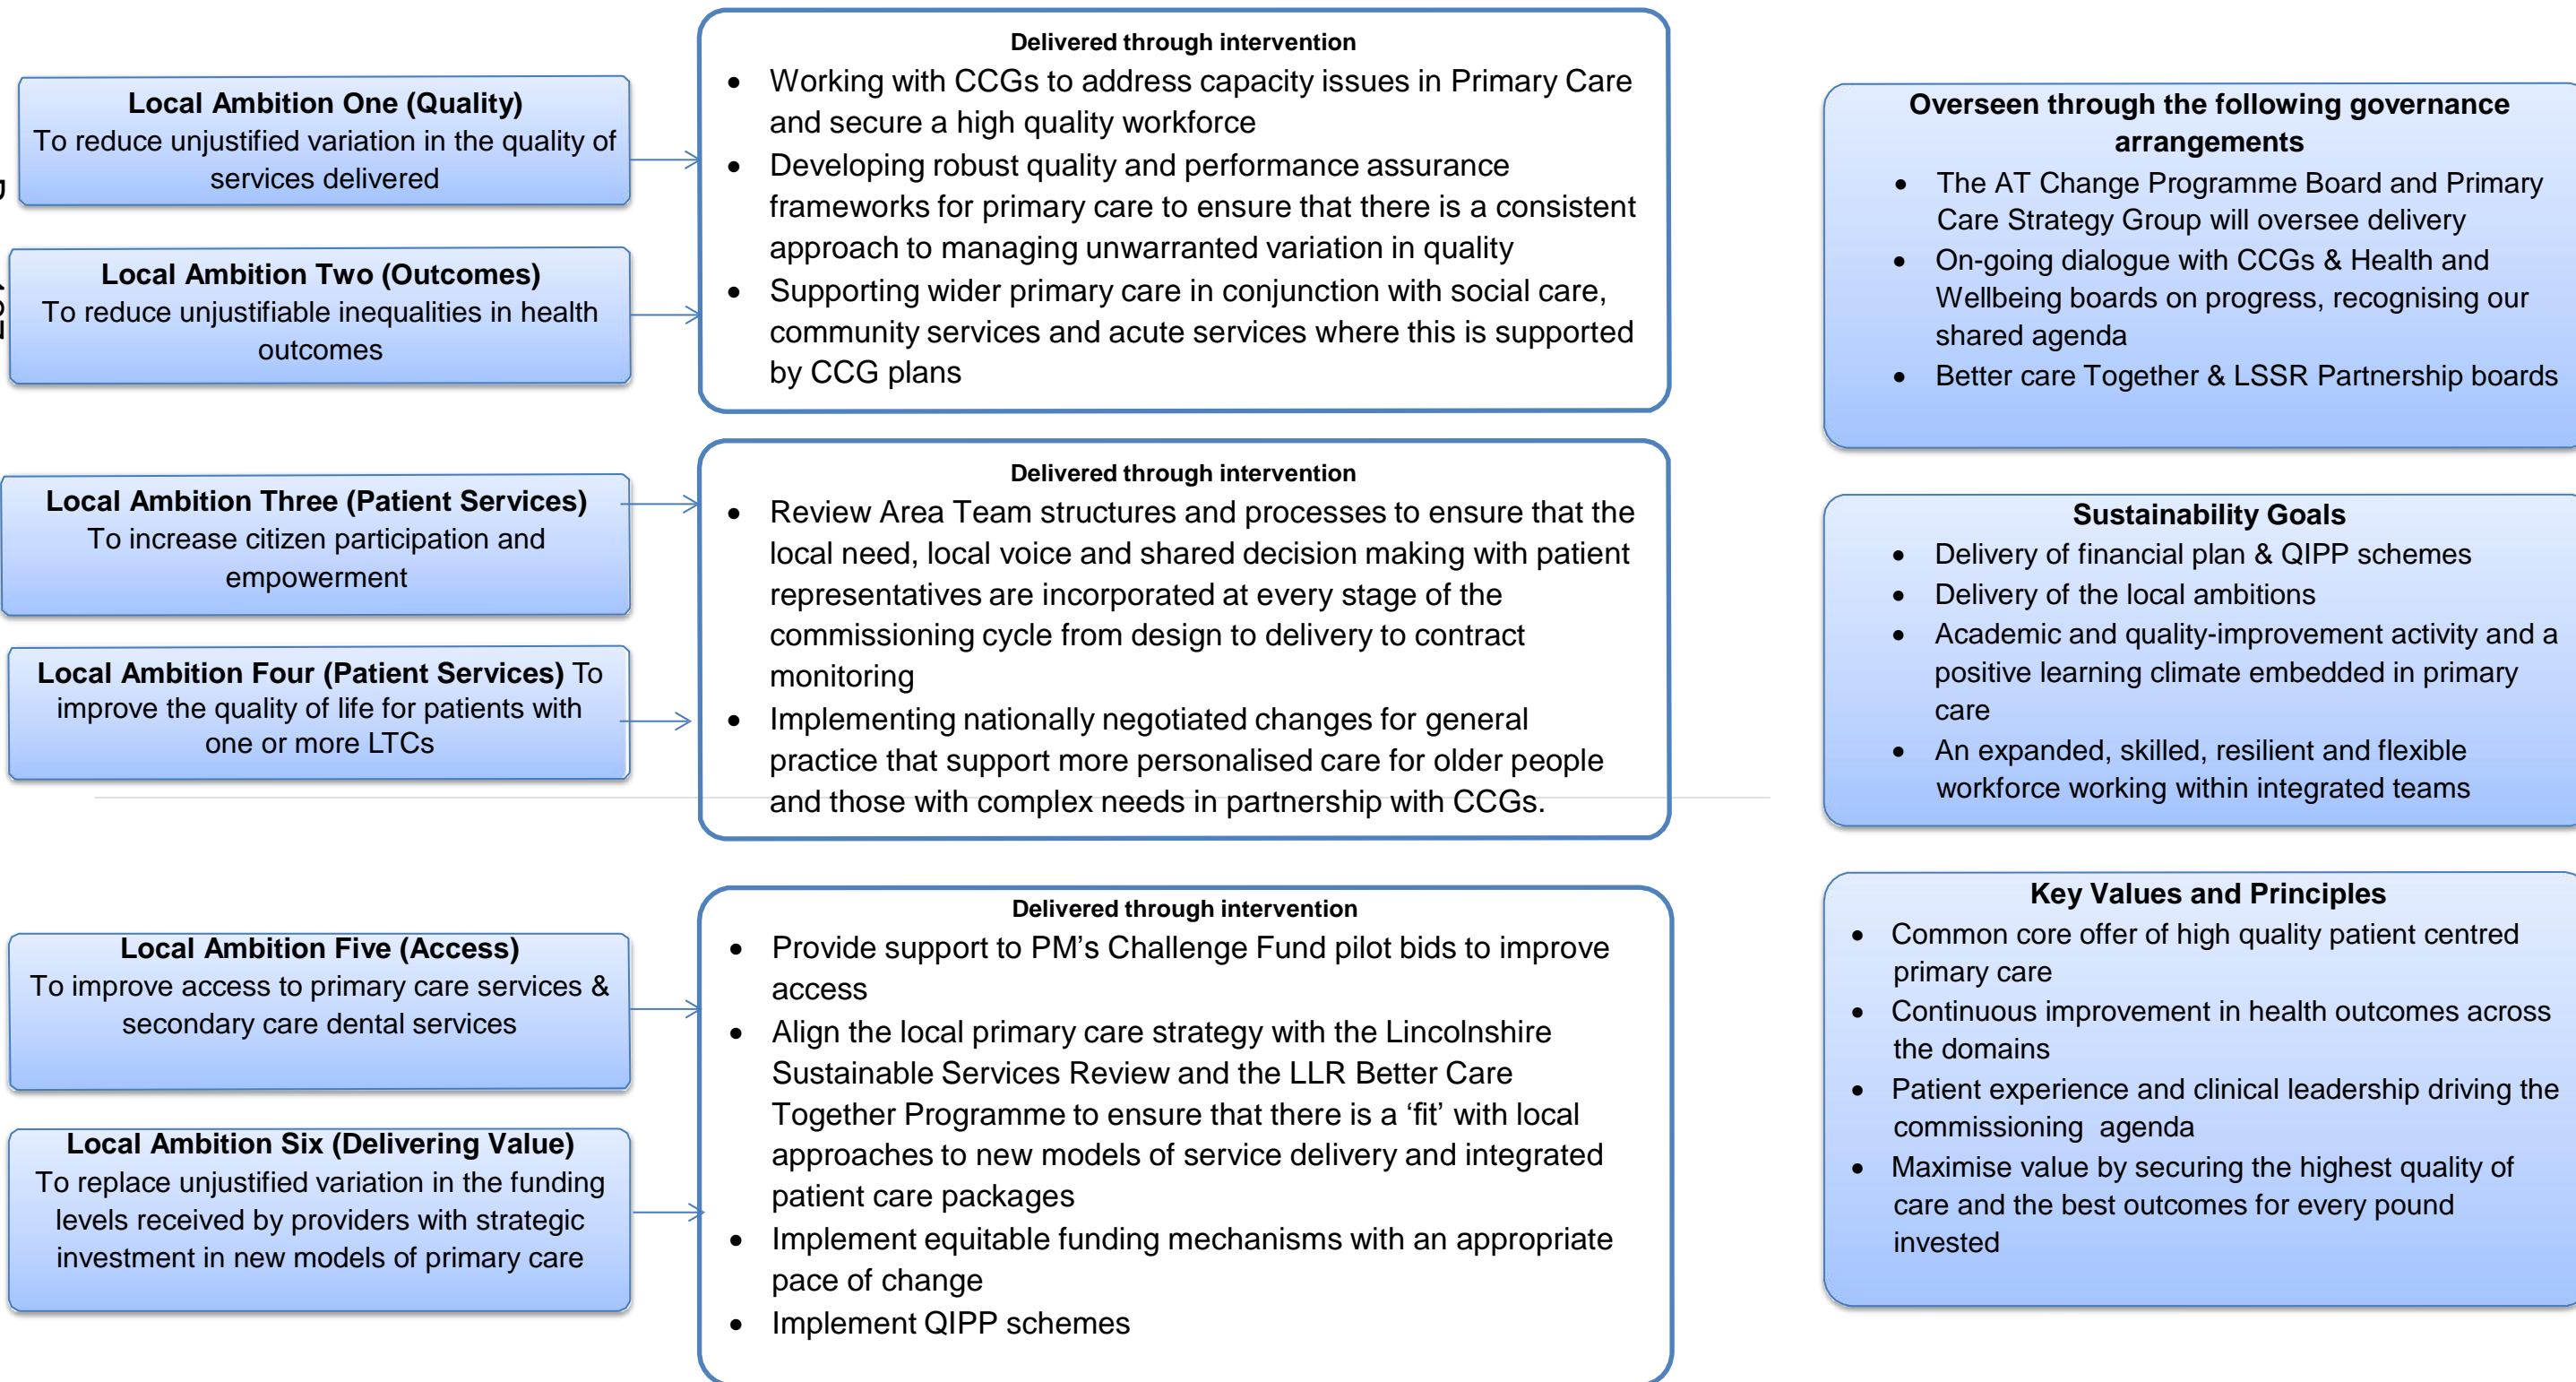 Local Ambition One (Quality)
To reduce unjustified variation in the quality of
services delivered
Local Ambition Two (Outcomes)
To reduce unjustifiable inequalities in health
outcomes
Delivered through intervention
• Working with CCGs to address capacity issues in Primary Care
and secure a high quality workforce
• Developing robust quality and performance assurance
frameworks for primary care to ensure that there is a consistent
approach to managing unwarranted variation in quality
• Supporting wider primary care in conjunction with social care,
community services and acute services where this is supported
by CCG plans
Local Ambition Three (Patient Services)
To increase citizen participation and
empowerment
Local Ambition Four (Patient Services) To
improve the quality of life for patients with
one or more LTCs
Delivered through intervention
• Review Area Team structures and processes to ensure that the
local need, local voice and shared decision making with patient
representatives are incorporated at every stage of the
commissioning cycle from design to delivery to contract
monitoring
• Implementing nationally negotiated changes for general
practice that support more personalised care for older people
and those with complex needs in partnership with CCGs.
Local Ambition Five (Access)
To improve access to primary care services &
secondary care dental services
Local Ambition Six (Delivering Value)
To replace unjustified variation in the funding
levels received by providers with strategic
investment in new models of primary care
Delivered through intervention
• Provide support to PM’s Challenge Fund pilot bids to improve
access
• Align the local primary care strategy with the Lincolnshire
Sustainable Services Review and the LLR Better Care
Together Programme to ensure that there is a ‘fit’ with local
approaches to new models of service delivery and integrated
patient care packages
• Implement equitable funding mechanisms with an appropriate
pace of change
• Implement QIPP schemes
Overseen through the following governance
arrangements
• The AT Change Programme Board and Primary
Care Strategy Group will oversee delivery
• On-going dialogue with CCGs & Health and
Wellbeing boards on progress, recognising our
shared agenda
• Better care Together & LSSR Partnership boards
Sustainability Goals
• Delivery of financial plan & QIPP schemes
• Delivery of the local ambitions
• Academic and quality-improvement activity and a
positive learning climate embedded in primary
care
• An expanded, skilled, resilient and flexible
workforce working within integrated teams
Key Values and Principles
• Common core offer of high quality patient centred
primary care
• Continuous improvement in health outcomes across
the domains
• Patient experience and clinical leadership driving the
commissioning agenda
• Maximise value by securing the highest quality of
care and the best outcomes for every pound
invested